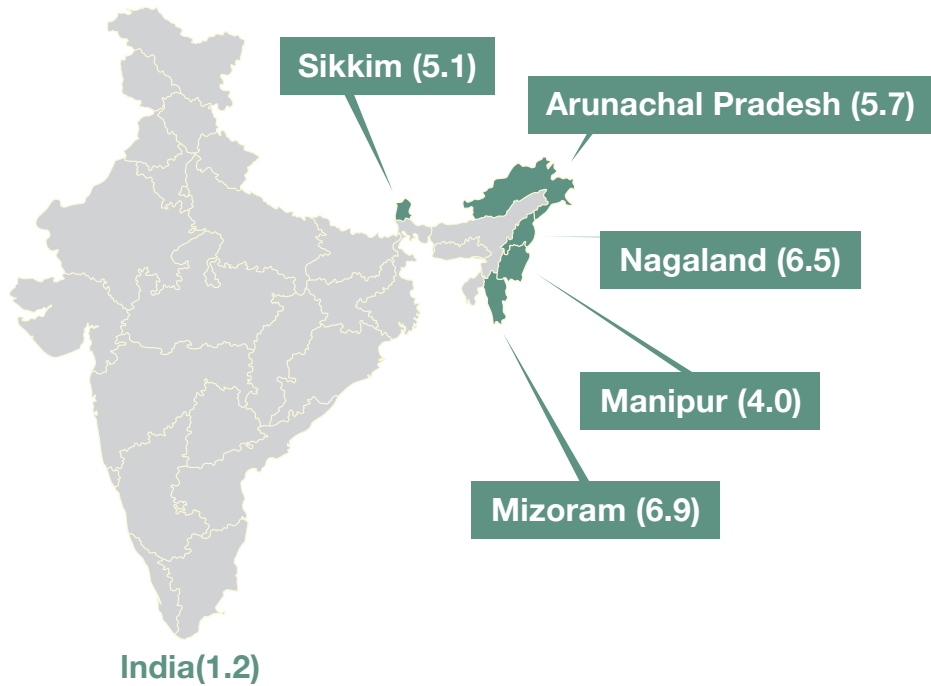 Sikkim (5.1)
Arunachal Pradesh (5.7)
Nagaland (6.5)
Manipur (4.0)
Mizoram (6.9)
India(1.2)